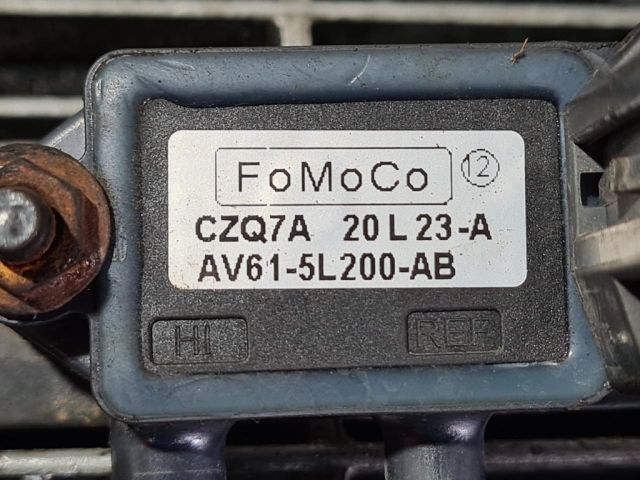 FoMoCo 12
CZQ7A 20 L 23-A
AV61-5L200-AB
HI REF